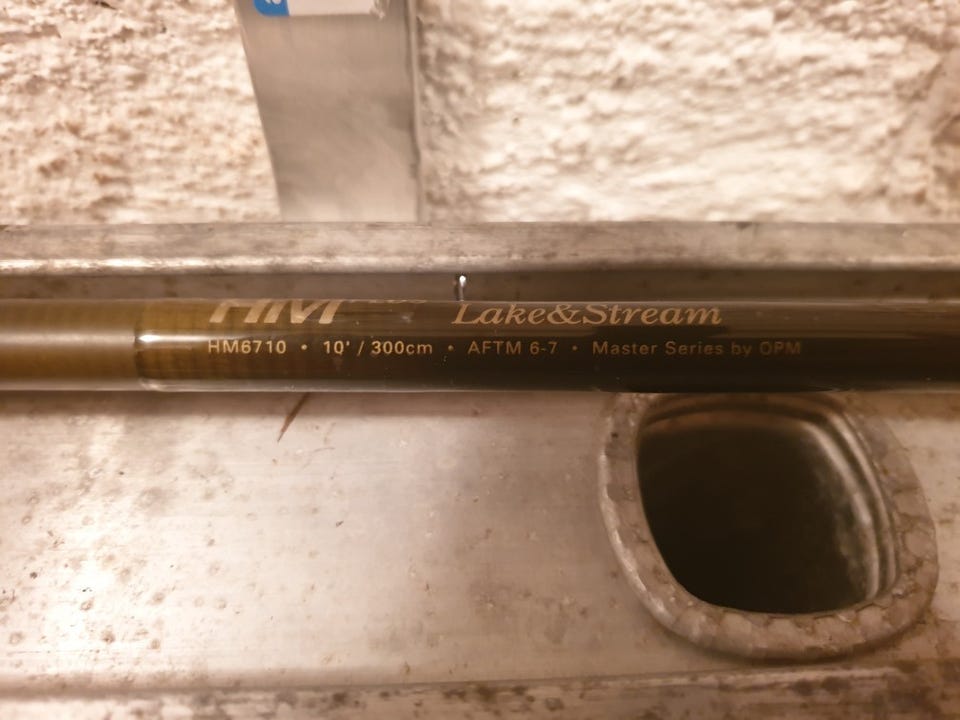 HM Lake&Stream
HM6710 • 10' / 300cm • AFTM 6-7 • Master Series by OPM